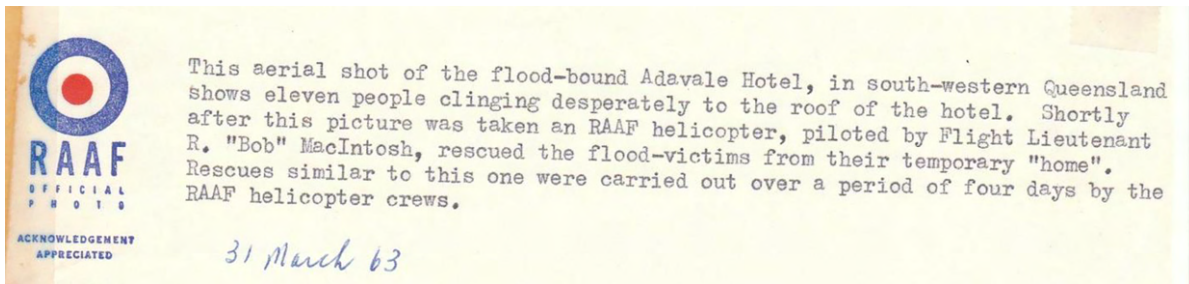 RAAF
OFFICIAL
PHOTO
ACKNOWLEDGEMENT
APPRECIATED
This aerial shot of the flood-bound Adavale Hotel, in south-western Queensland
shows eleven people clinging desperately to the roof of the hotel. Shortly
after this picture was taken an RAAF helicopter, piloted by Flight Lieutenant
R. "Bob" MacIntosh, rescued the flood-victims from their temporary "home".
Rescues similar to this one were carried out over a period of four days by the
RAAF helicopter crews.
31 March 63